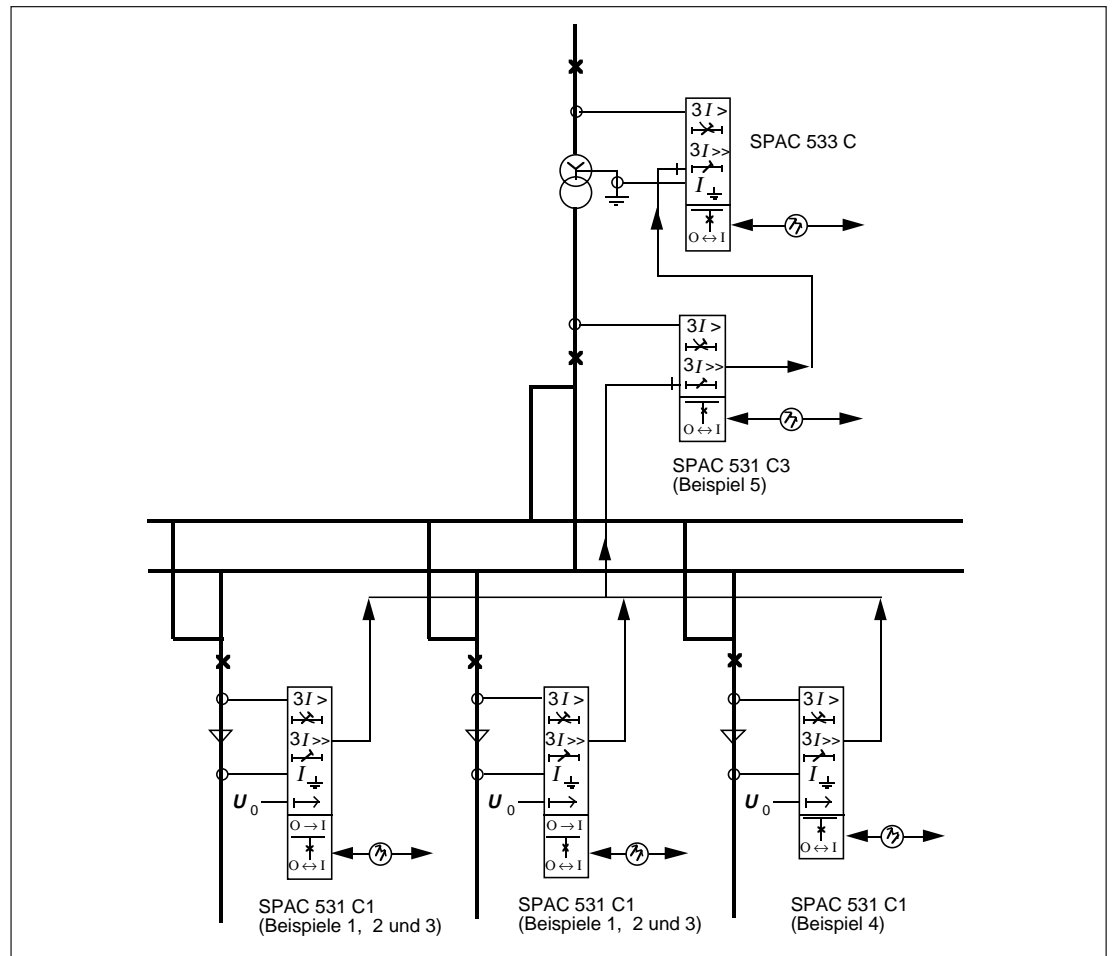 3I >
3I >>
I
O ↔ I
SPAC 533 C
3I >
3I >>
O ↔ I
SPAC 531 C3
(Beispiel 5)
3I >
3I >>
I
U0
O → I
O ↔ I
SPAC 531 C1
(Beispiele 1, 2 und 3)
3I >
3I >>
I
U0
O → I
O ↔ I
SPAC 531 C1
(Beispiele 1, 2 und 3)
3I >
3I >>
I
U0
O ↔ I
SPAC 531 C1
(Beispiel 4)